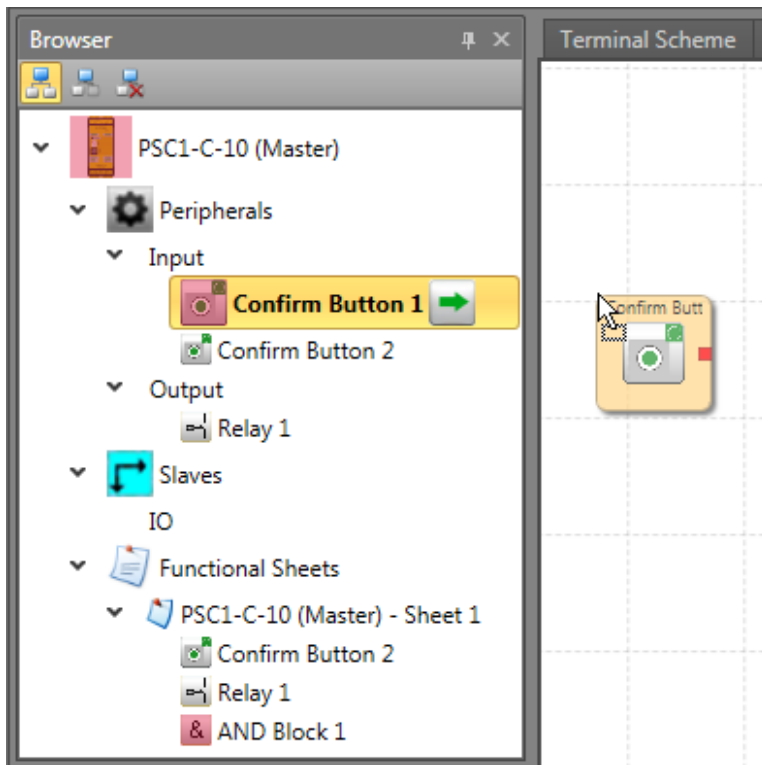 Browser
Terminal Scheme
PSC1-C-10 (Master)
Peripherals
Input
Confirm Button 1
Confirm Button 2
Output
Relay 1
Slaves
IO
Functional Sheets
PSC1-C-10 (Master) - Sheet 1
Confirm Button 2
Relay 1
& AND Block 1
Confirm Butt